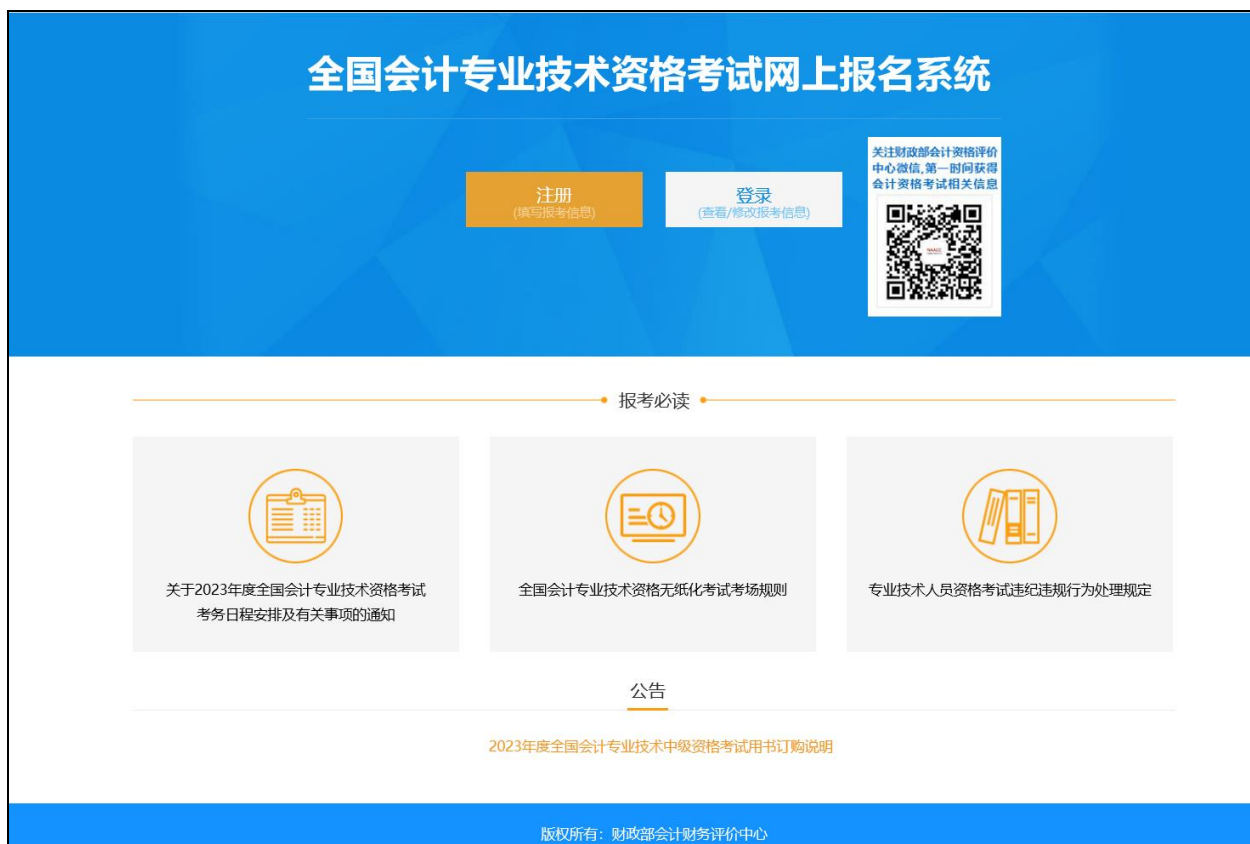 全国会计专业技术资格考试网上报名系统
关注财政部会计资格评价
中心微信,第一时间获得
会计资格考试相关信息
注册
(填写报考信息)
登录
(查看/修改报考信息)
报考必读
关于2023年度全国会计专业技术资格考试
考务日程安排及有关事项的通知
全国会计专业技术资格无纸化考试考场规则
专业技术人员资格考试违纪违规行为处理规定
公告
2023年度全国会计专业技术中级资格考试用书订购说明
版权所有：财政部会计财务评价中心